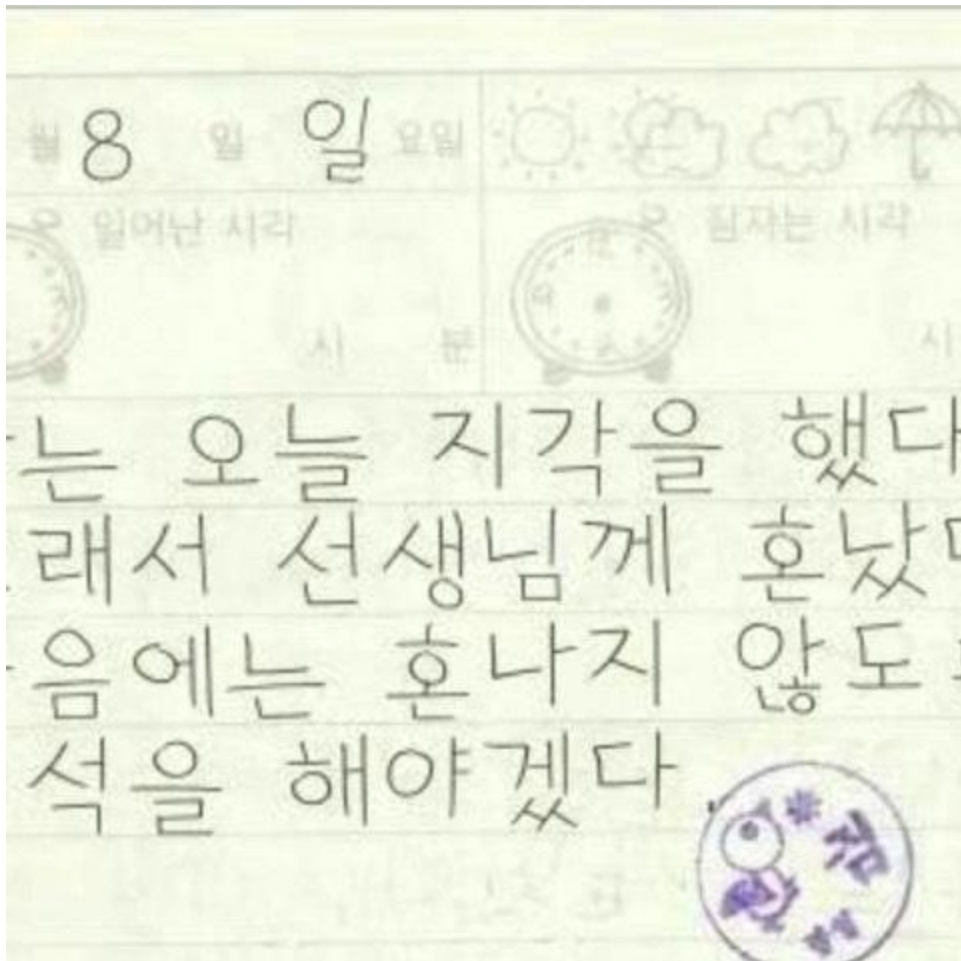 월 8 일 일 요일
일어난 시각 잠자는 시각
시 분 시
는 오늘 지각을 했다
래서 선생님께 혼났
음에는 혼나지 않도
석을 해야겠다.